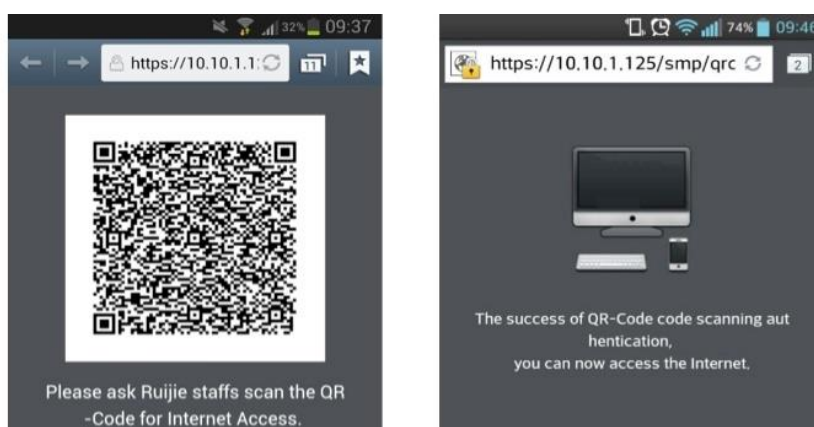 32% 09:37
https://10.10.1.1
11
Please ask Ruijie staffs scan the QR
-Code for Internet Access.
74% 09:46
https://10.10.1.125/smp/qrc
2
The success of QR-Code code scanning aut
hentication,
you can now access the Internet.